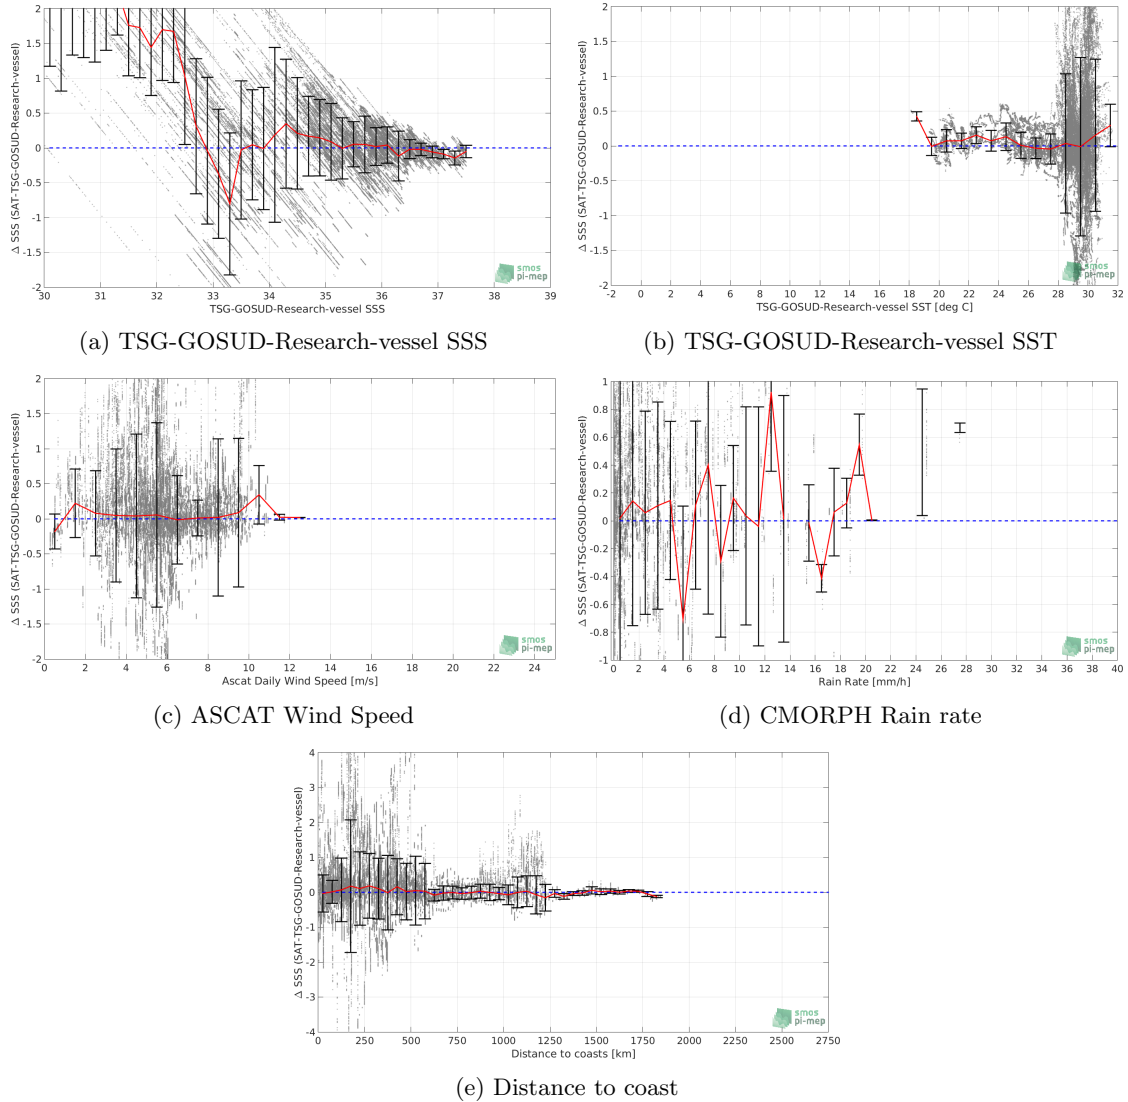 2
1.5
1
0.5
0
-0.5
-1
-1.5
-2
Δ SSS (SAT-TSG-GOSUD-Research-vessel)
30 31 32 33 34 35 36 37 38 39
TSG-GOSUD-Research-vessel SSS
smos
pi-mep
(a) TSG-GOSUD-Research-vessel SSS
2
1.5
1
0.5
0
-0.5
-1
-1.5
-2
Δ SSS (SAT-TSG-GOSUD-Research-vessel)
-2 0 2 4 6 8 10 12 14 16 18 20 22 24 26 28 30 32
TSG-GOSUD-Research-vessel SST [deg C]
smos
pi-mep
(b) TSG-GOSUD-Research-vessel SST
2
1.5
1
0.5
0
-0.5
-1
-1.5
-2
Δ SSS (SAT-TSG-GOSUD-Research-vessel)
0 2 4 6 8 10 12 14 16 18 20 22 24
Ascat Daily Wind Speed [m/s]
smos
pi-mep
(c) ASCAT Wind Speed
1
0.8
0.6
0.4
0.2
0
-0.2
-0.4
-0.6
-0.8
-1
Δ SSS (SAT-TSG-GOSUD-Research-vessel)
0 2 4 6 8 10 12 14 16 18 20 22 24 26 28 30 32 34 36 38 40
Rain Rate [mm/h]
smos
pi-mep
(d) CMORPH Rain rate
4
3
2
1
0
-1
-2
-3
-4
Δ SSS (SAT-TSG-GOSUD-Research-vessel)
0 250 500 750 1000 1250 1500 1750 2000 2250 2500 2750
Distance to coasts [km]
smos
pi-mep
(e) Distance to coast